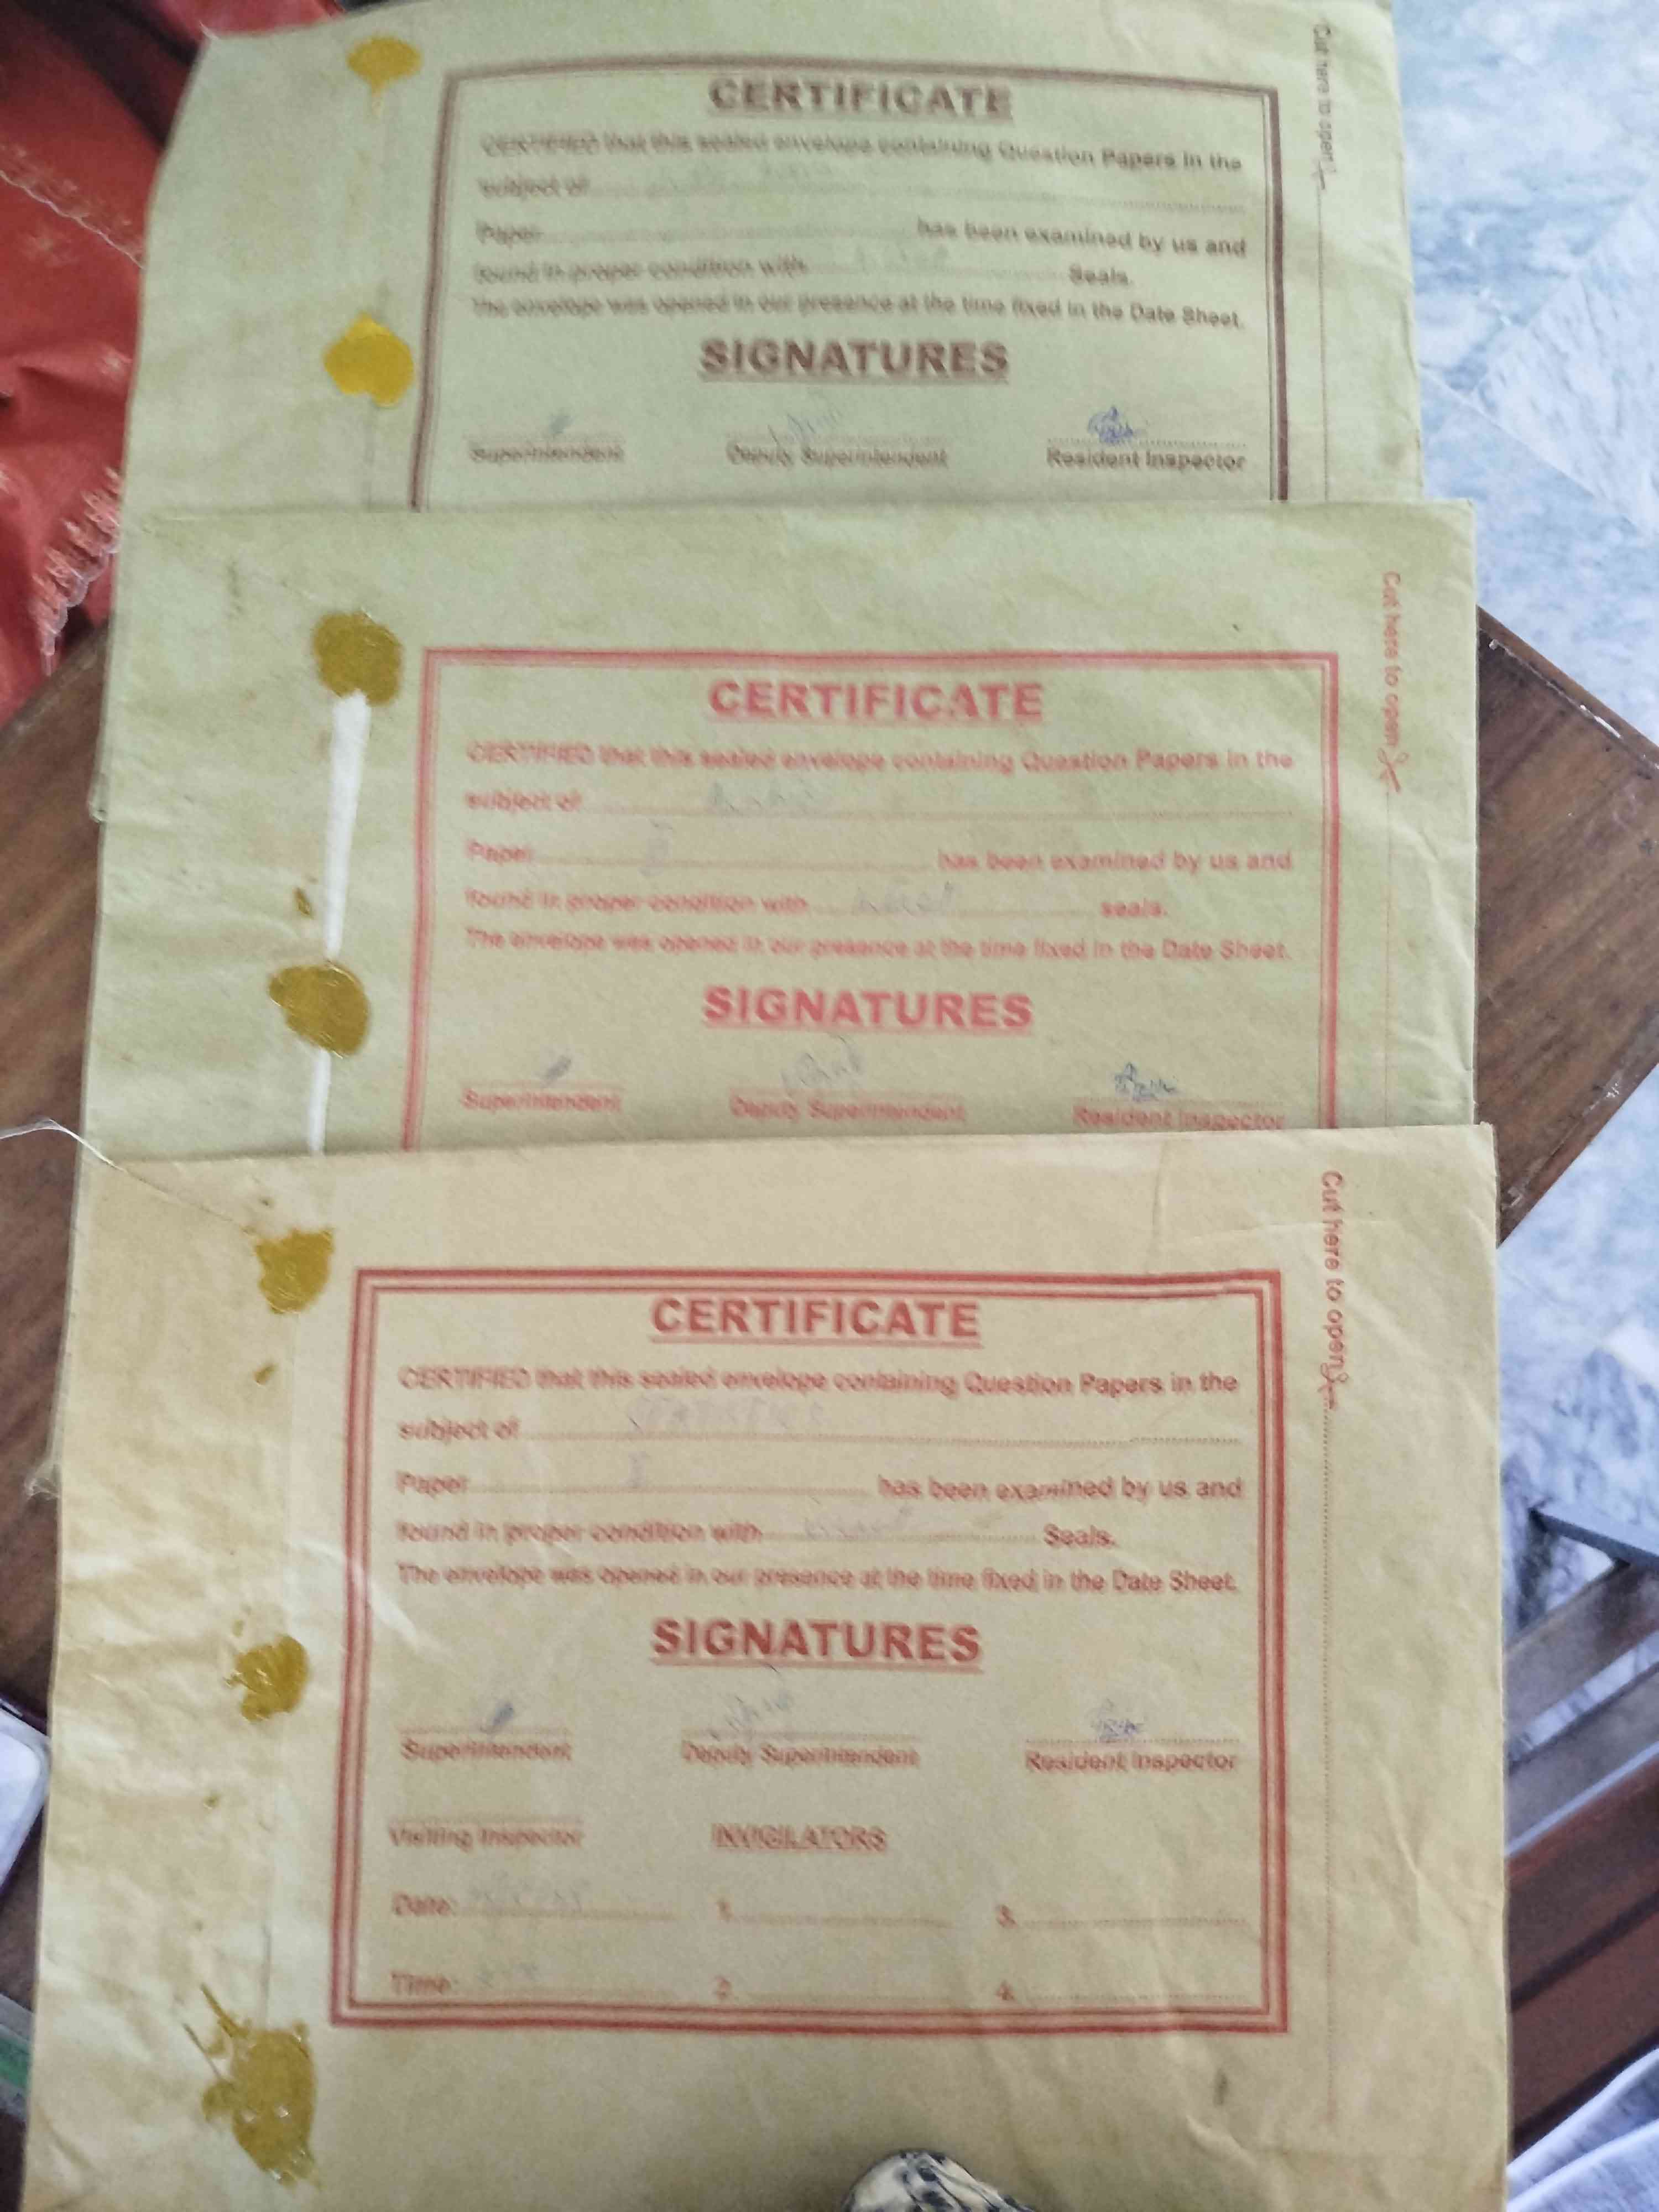 Cut here to open
CERTIFICATE
CERTIFIED that this sealed envelope containing Question Papers in the
subject of
Paper has been examined by us and
found in proper condition with Seals.
The envelope was opened in our presence at the time fixed in the Date Sheet.
SIGNATURES
Superintendent Deputy Superintendent Resident Inspector
Cut here to open
CERTIFICATE
CERTIFIED that this sealed envelope containing Question Papers in the
subject of
Paper has been examined by us and
found in proper condition with seals.
The envelope was opened in our presence at the time fixed in the Date Sheet.
SIGNATURES
Superintendent Deputy Superintendent Resident Inspector
Cut here to open
CERTIFICATE
CERTIFIED that this sealed envelope containing Question Papers in the
subject of STATISTICS
Paper I has been examined by us and
found in proper condition with Seals.
The envelope was opened in our presence at the time fixed in the Date Sheet.
SIGNATURES
Superintendent Deputy Superintendent Resident Inspector
Visiting Inspector INVIGILATORS
Date: 1. 3.
Time: 2. 4.